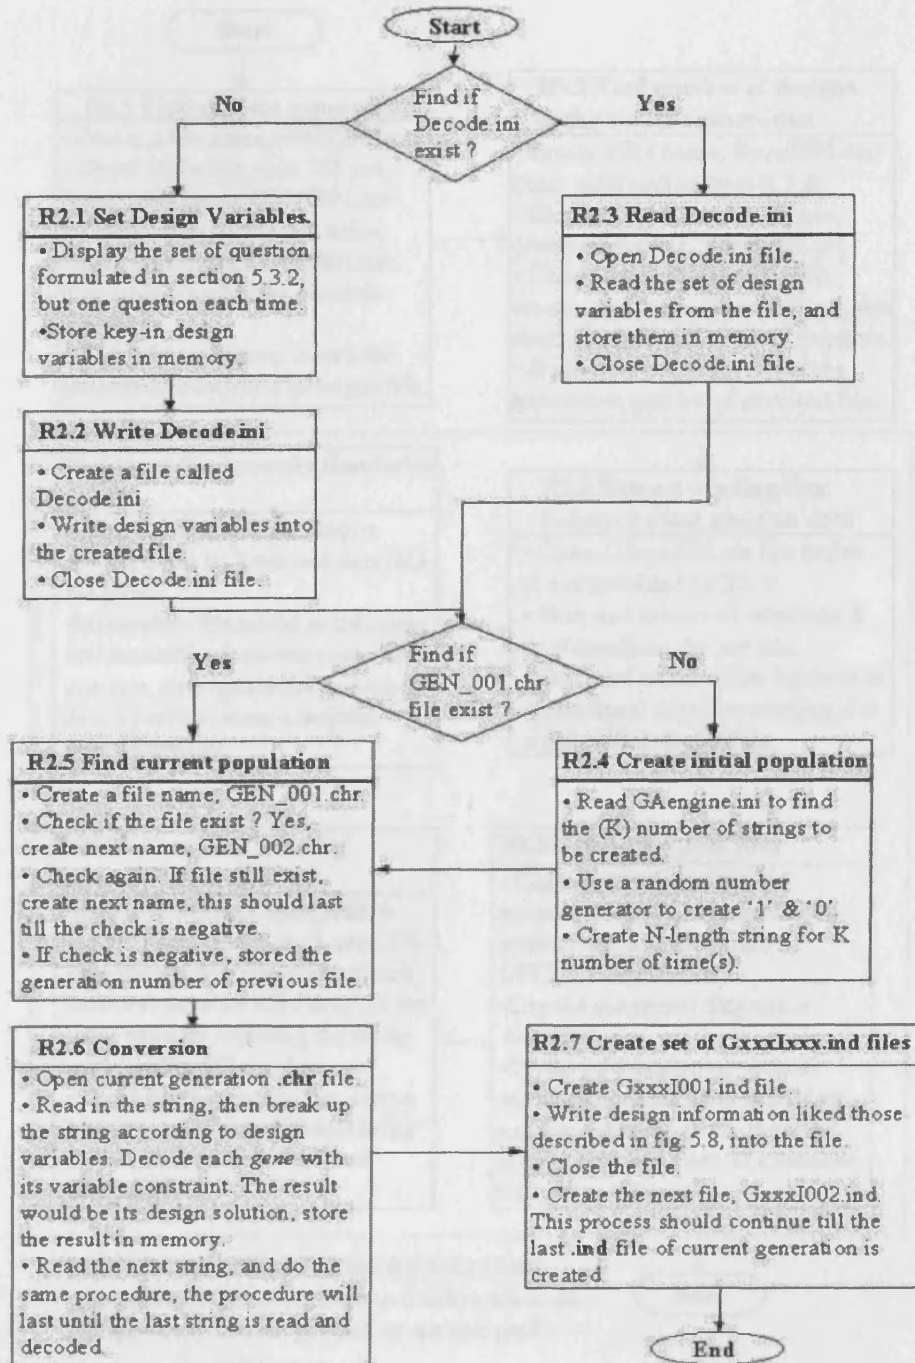 Start
Find if
Decode.ini
exist ?
No
Yes
R2.1 Set Design Variables.
• Display the set of question
formulated in section 5.3.2,
but one question each time.
•Store key-in design
variables in memory.
R2.3 Read Decode.ini
• Open Decode.ini file.
• Read the set of design
variables from the file, and
store them in memory.
• Close Decode.ini file.
R2.2 Write Decode.ini
• Create a file called
Decode.ini
• Write design variables into
the created file.
• Close Decode.ini file.
Find if
GEN_001.chr
file exist ?
Yes
No
R2.5 Find current population
• Create a file name, GEN_001.chr
• Check if the file exist ? Yes,
create next name, GEN_002.chr.
• Check again. If file still exist,
create next name, this should last
till the check is negative.
• If check is negative, stored the
generation number of previous file.
R2.4 Create initial population
• Read GAengine.ini to find
the (K) number of strings to
be created.
• Use a random number
generator to create '1' & '0'
• Create N-length string for K
number of time(s).
R2.6 Conversion
• Open current generation .chr file.
• Read in the string, then break up
the string according to design
variables. Decode each gene with
its variable constraint. The result
would be its design solution, store
the result in memory.
• Read the next string, and do the
same procedure, the procedure will
last until the last string is read and
decoded.
R2.7 Create set of GxxxIxxx.ind files
• Create GxxxI001.ind file.
• Write design information liked those
described in fig 5.8, into the file.
• Close the file.
• Create the next file, GxxxI002.ind.
This process should continue till the
last .ind file of current generation is
created.
End